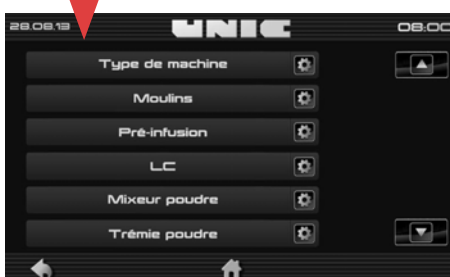 28.08.13 UNIC 08:00
Type de machine
Moulins
Pré-infusion
LC
Mixeur poudre
Trémie poudre